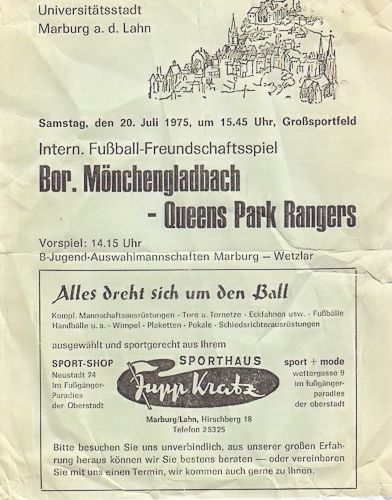 Universitätsstadt
Marburg a. d. Lahn
Samstag, den 20. Juli 1975, um 15.45 Uhr, Großsportfeld
Intern. Fußball-Freundschaftsspiel
Bor. Mönchengladbach
- Queens Park Rangers
Vorspiel: 14.15 Uhr
B-Jugend-Auswahlmannschaften Marburg – Wetzlar
Alles dreht sich um den Ball
Kompl. Mannschaftsausrüstungen - Tore u. Tornetze - Eckfahnen usw. - Fußbälle
Handbälle u. a. - Wimpel - Plaketten - Pokale - Schiedsrichterausrüstungen
ausgewählt und sportgerecht aus Ihrem
SPORT-SHOP
Neustadt 24
im Fußgänger-
Paradies
der Oberstadt
SPORTHAUS
Jupp Kratz
Marburg/Lahn, Hirschberg 18
Telefon 25325
sport + mode
wettergasse 9
im fußgänger-
paradies
der oberstadt
Bitte besuchen Sie uns unverbindlich, aus unserer großen Erfah-
rung heraus können wir Sie bestens beraten — oder vereinbaren
Sie mit uns einen Termin, wir kommen auch gerne zu Ihnen.